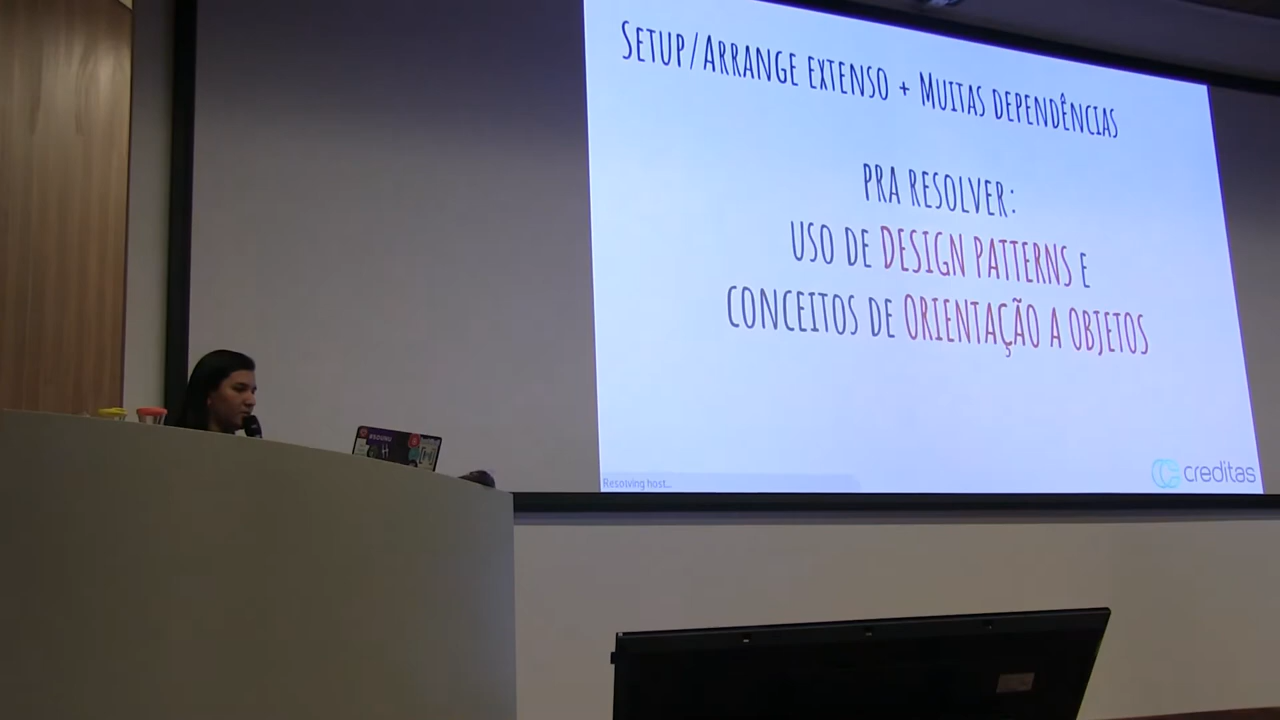 Setup/Arrange extenso + Muitas dependências
pra resolver:
uso de design patterns e
conceitos de orientação a objetos
Resolving host...
creditas